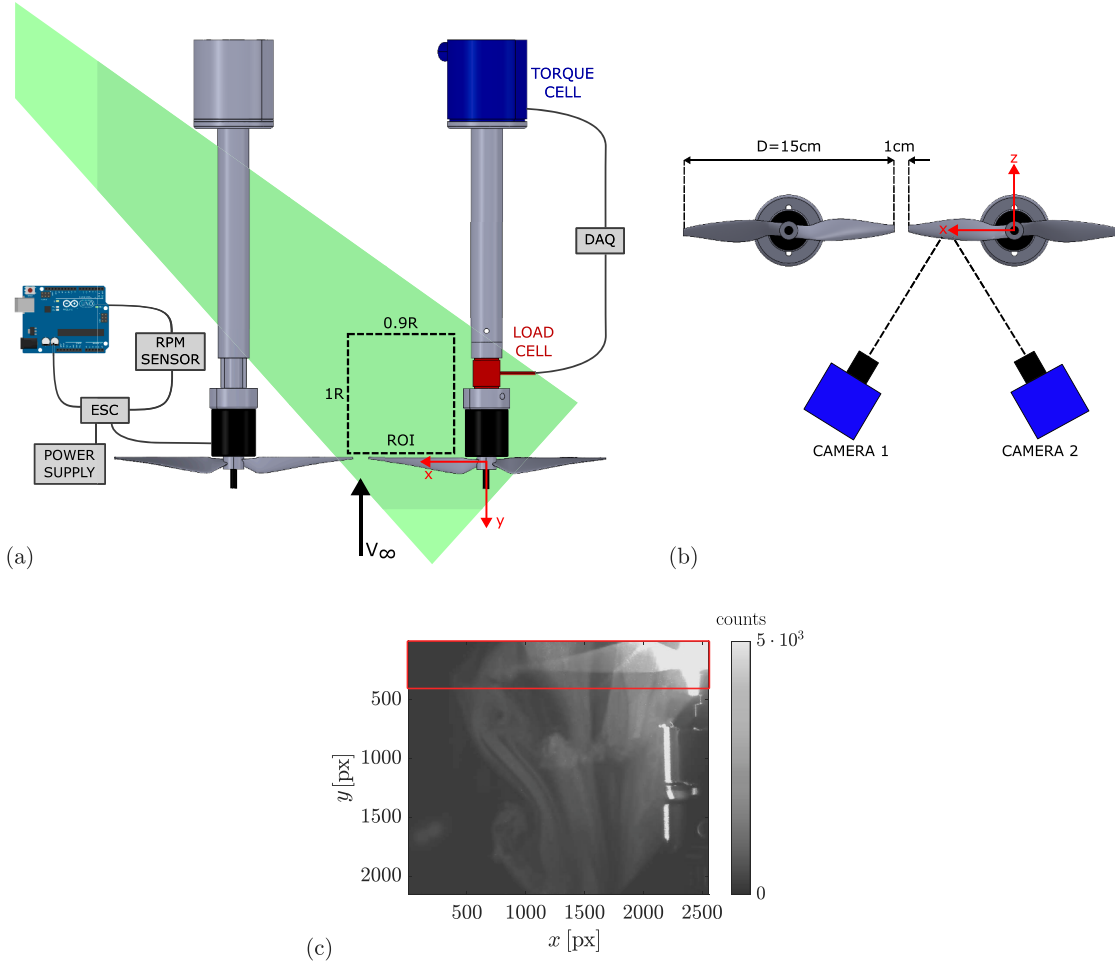 TORQUE
CELL
D=15cm
1cm
z
x
DAQ
RPM
SENSOR
ESC
POWER
SUPPLY
0.9R
1R
ROI
LOAD
CELL
x
y
V∞
CAMERA 1
CAMERA 2
(a)
(b)
counts
5 · 10³
0
500
1000
1500
2000
y [px]
500
1000
1500
2000
2500
x [px]
(c)